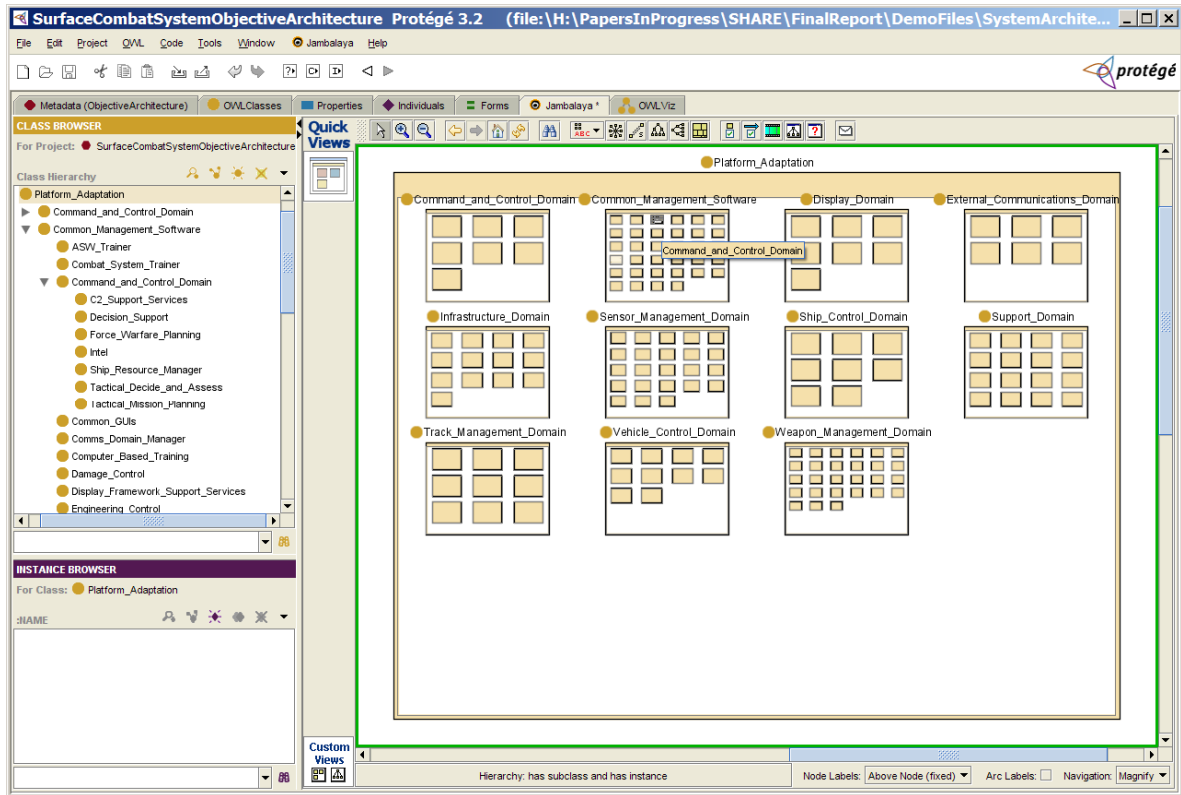 SurfaceCombatSystemObjectiveArchitecture Protégé 3.2 (file:\H:\PapersInProgress\SHARE\FinalReport\DemoFiles\SystemArchite...
File Edit Project OWL Code Tools Window Jambalaya Help
protégé
Metadata (ObjectiveArchitecture) OWLClasses Properties Individuals Forms Jambalaya * OWLViz
CLASS BROWSER
For Project: SurfaceCombatSystemObjectiveArchitecture
Class Hierarchy
Platform_Adaptation
Command_and_Control_Domain
Common_Management_Software
ASW_Trainer
Combat_System_Trainer
Command_and_Control_Domain
C2_Support_Services
Decision_Support
Force_Warfare_Planning
Intel
Ship_Resource_Manager
Tactical_Decide_and_Assess
Tactical_Mission_Planning
Common_GUIs
Comms_Domain_Manager
Computer_Based_Training
Damage_Control
Display_Framework_Support_Services
Engineering_Control
INSTANCE BROWSER
For Class: Platform_Adaptation
:NAME
Quick
Views
ABC
Platform_Adaptation
Command_and_Control_Domain Common_Management_Software Display_Domain External_Communications_Domain
Command_and_Control_Domain
Infrastructure_Domain Sensor_Management_Domain Ship_Control_Domain Support_Domain
Track_Management_Domain Vehicle_Control_Domain Weapon_Management_Domain
Custom
Views
Hierarchy: has subclass and has instance Node Labels: Above Node (fixed) Arc Labels: Navigation: Magnify